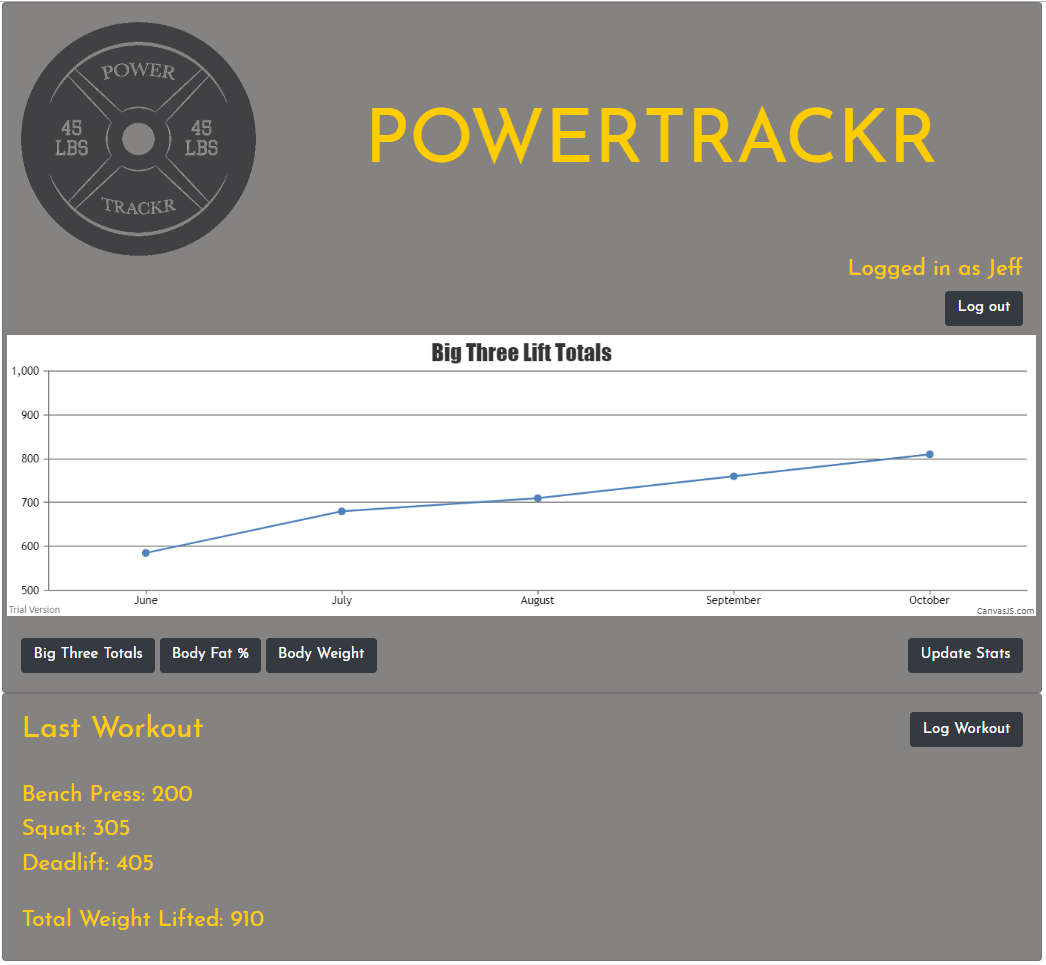 POWER
45 LBS
45 LBS
TRACKR
POWERTRACKR
Logged in as Jeff
Log out
Big Three Lift Totals
1,000
900
800
700
600
500
June July August September October
Trial Version
CanvasJS.com
Big Three Totals Body Fat % Body Weight Update Stats
Last Workout
Log Workout
Bench Press: 200
Squat: 305
Deadlift: 405
Total Weight Lifted: 910